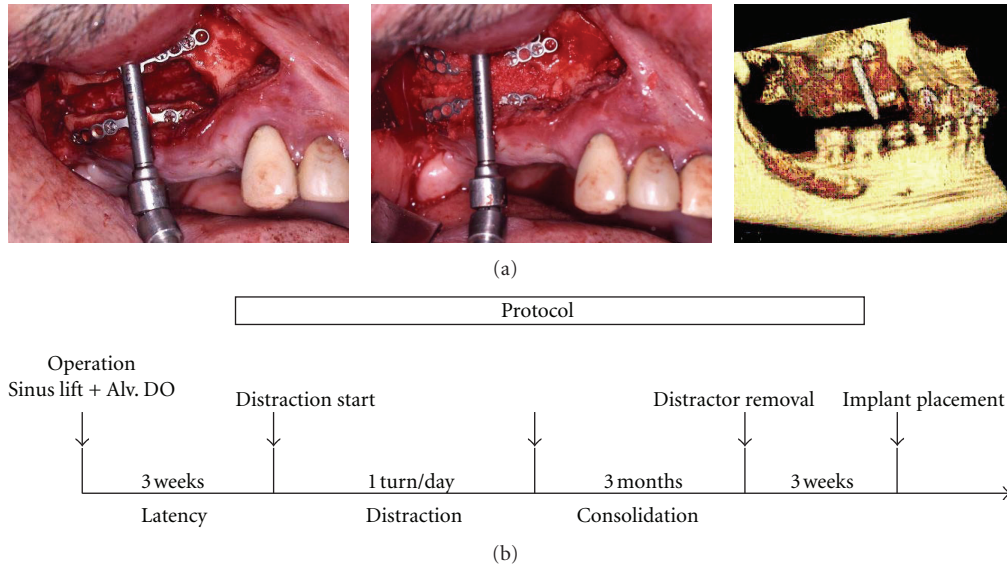 (a)
Protocol
Operation
Sinus lift + Alv. DO
Distraction start
Distractor removal
Implant placement
3 weeks
1 turn/day
3 months
3 weeks
Latency
Distraction
Consolidation
(b)